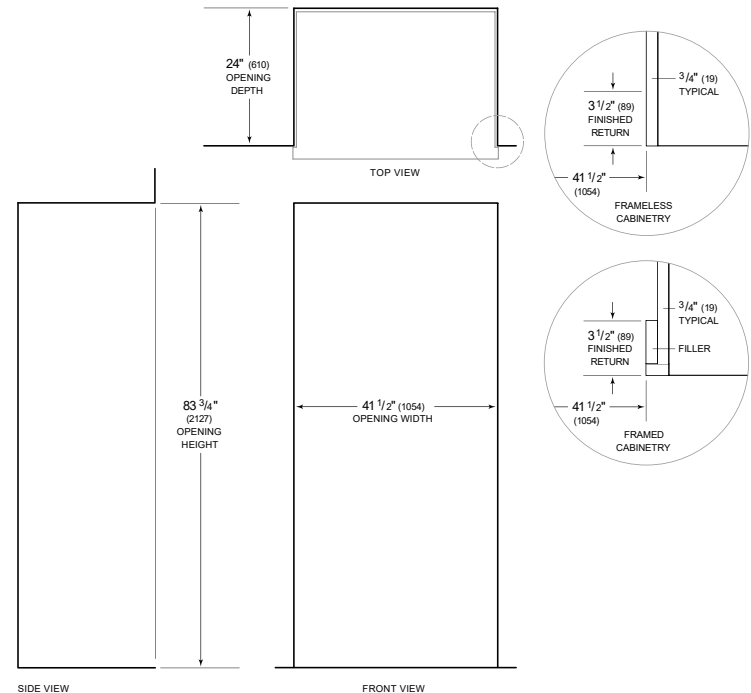 24" (610)
OPENING
DEPTH
TOP VIEW
3/4" (19)
TYPICAL
3 1/2" (89)
FINISHED
RETURN
41 1/2"
(1054)
FRAMELESS
CABINETRY
3/4" (19)
TYPICAL
3 1/2" (89)
FINISHED
RETURN
FILLER
41 1/2"
(1054)
FRAMED
CABINETRY
83 3/4"
(2127)
OPENING
HEIGHT
41 1/2" (1054)
OPENING WIDTH
SIDE VIEW
FRONT VIEW